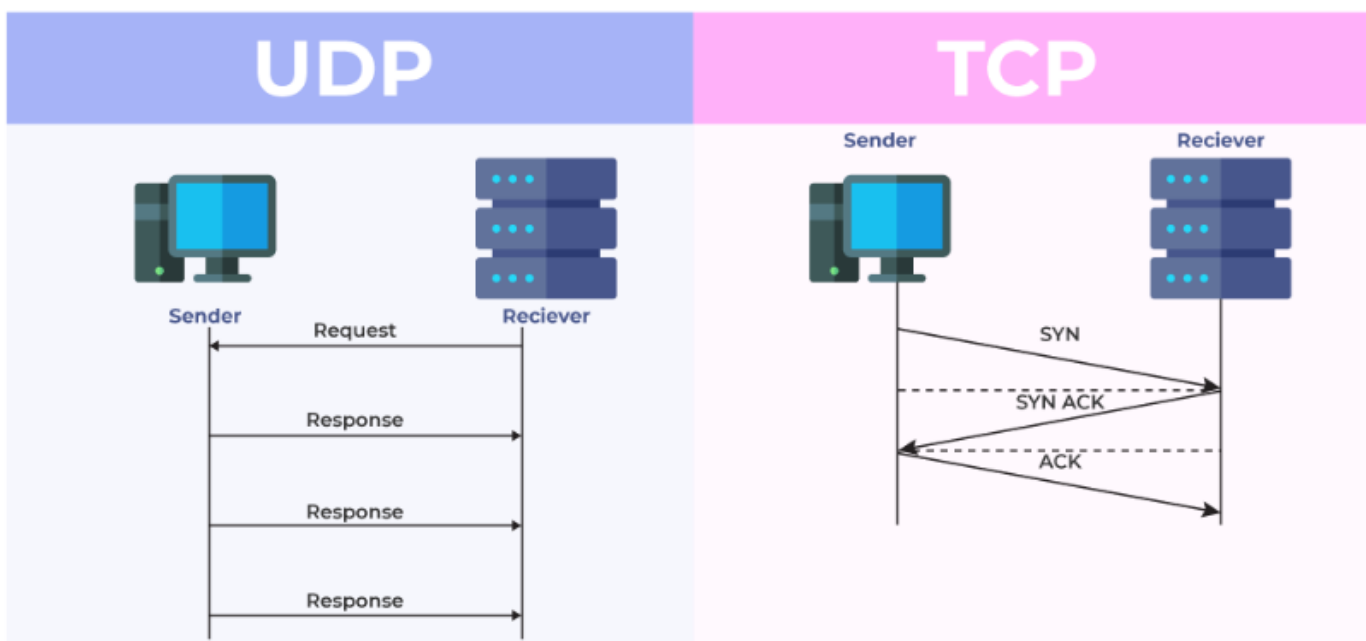 UDP
TCP
Sender
Reciever
Request
Response
Response
Response
Sender
Reciever
SYN
SYN ACK
ACK